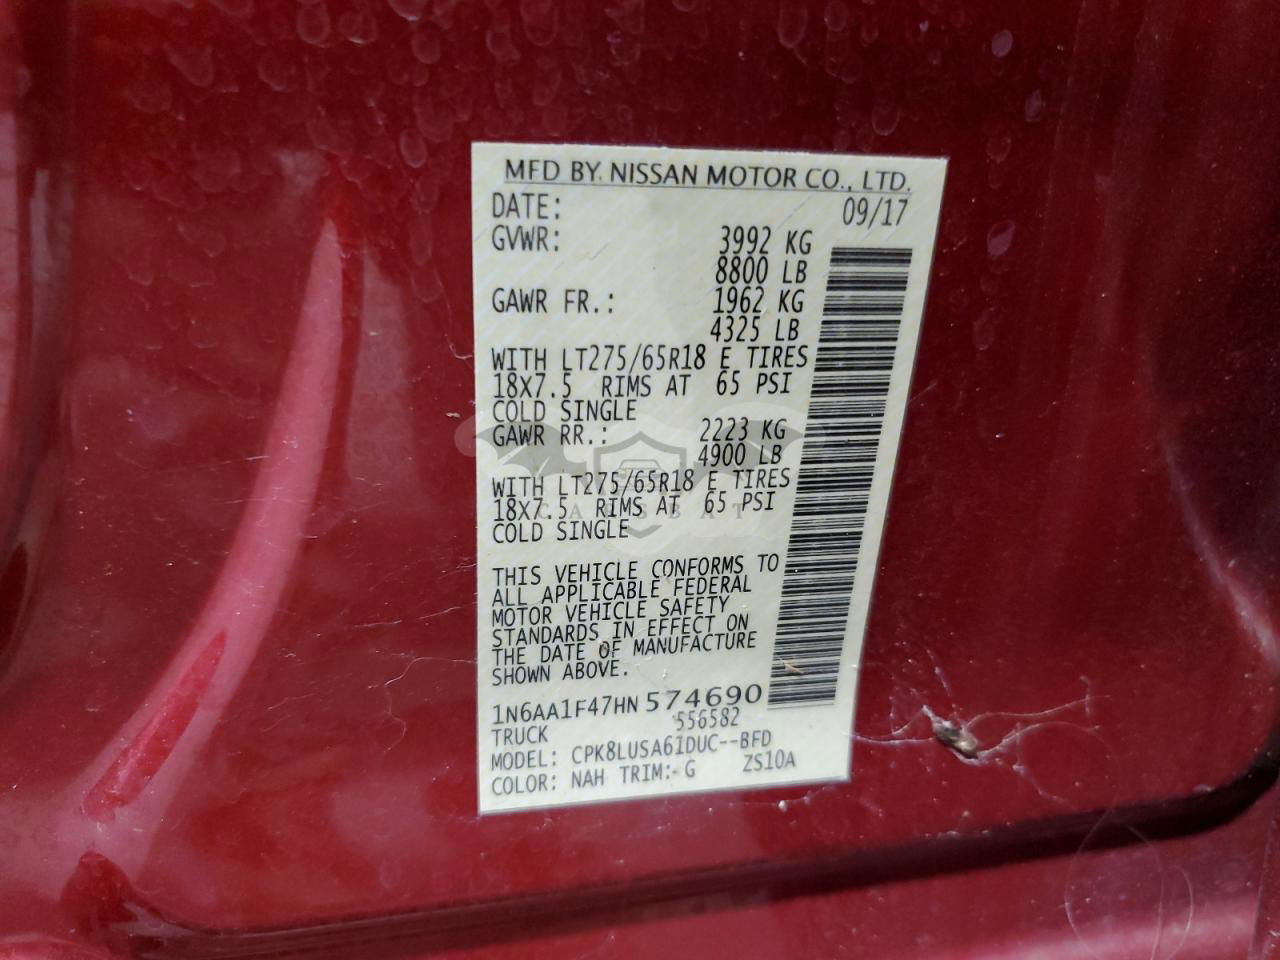 MFD BY NISSAN MOTOR CO., LTD.
DATE: 09/17
GVWR: 3992 KG
8800 LB
GAWR FR.: 1962 KG
4325 LB
WITH LT275/65R18 E TIRES
18X7.5 RIMS AT 65 PSI
COLD SINGLE
GAWR RR.: 2223 KG
4900 LB
WITH LT275/65R18 E TIRES
18X7.5 RIMS AT 65 PSI
COLD SINGLE
CARSBAT
THIS VEHICLE CONFORMS TO
ALL APPLICABLE FEDERAL
MOTOR VEHICLE SAFETY
STANDARDS IN EFFECT ON
THE DATE OF MANUFACTURE
SHOWN ABOVE.
1N6AA1F47HN574690
TRUCK 556582
MODEL: CPK8LUSA61DUC--BFD
COLOR: NAH TRIM: G ZS10A